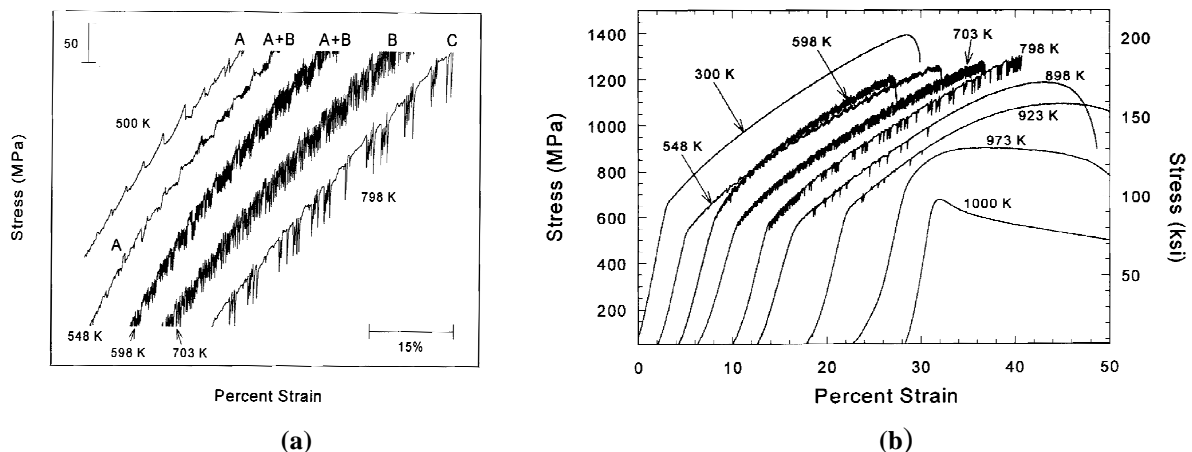 50
A
A+B
A+B
B
C
500 K
798 K
A
548 K
598 K
703 K
15%
Stress (MPa)
Percent Strain
(a)
1400
1200
1000
800
600
400
200
0
10
20
30
40
50
200
150
100
50
300 K
598 K
703 K
798 K
898 K
923 K
973 K
548 K
1000 K
Stress (MPa)
Stress (ksi)
Percent Strain
(b)